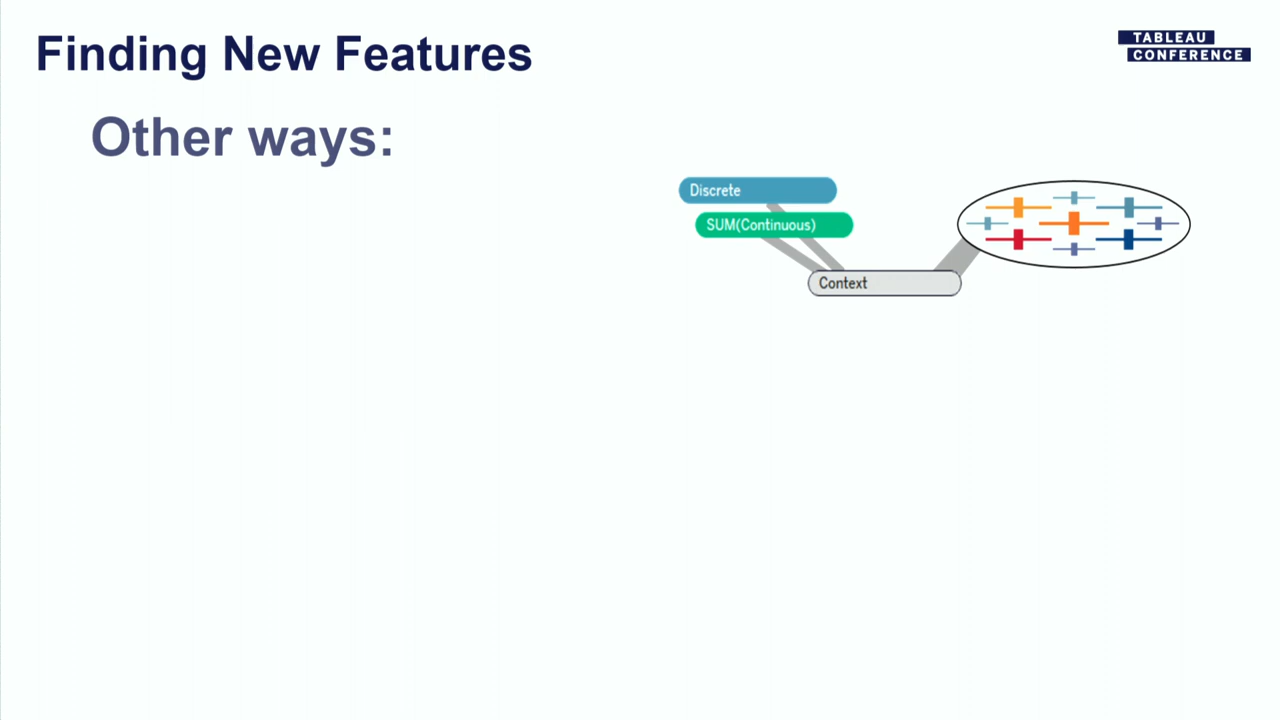 Finding New Features
TABLEAU
CONFERENCE
Other ways:
Discrete
SUM(Continuous)
Context